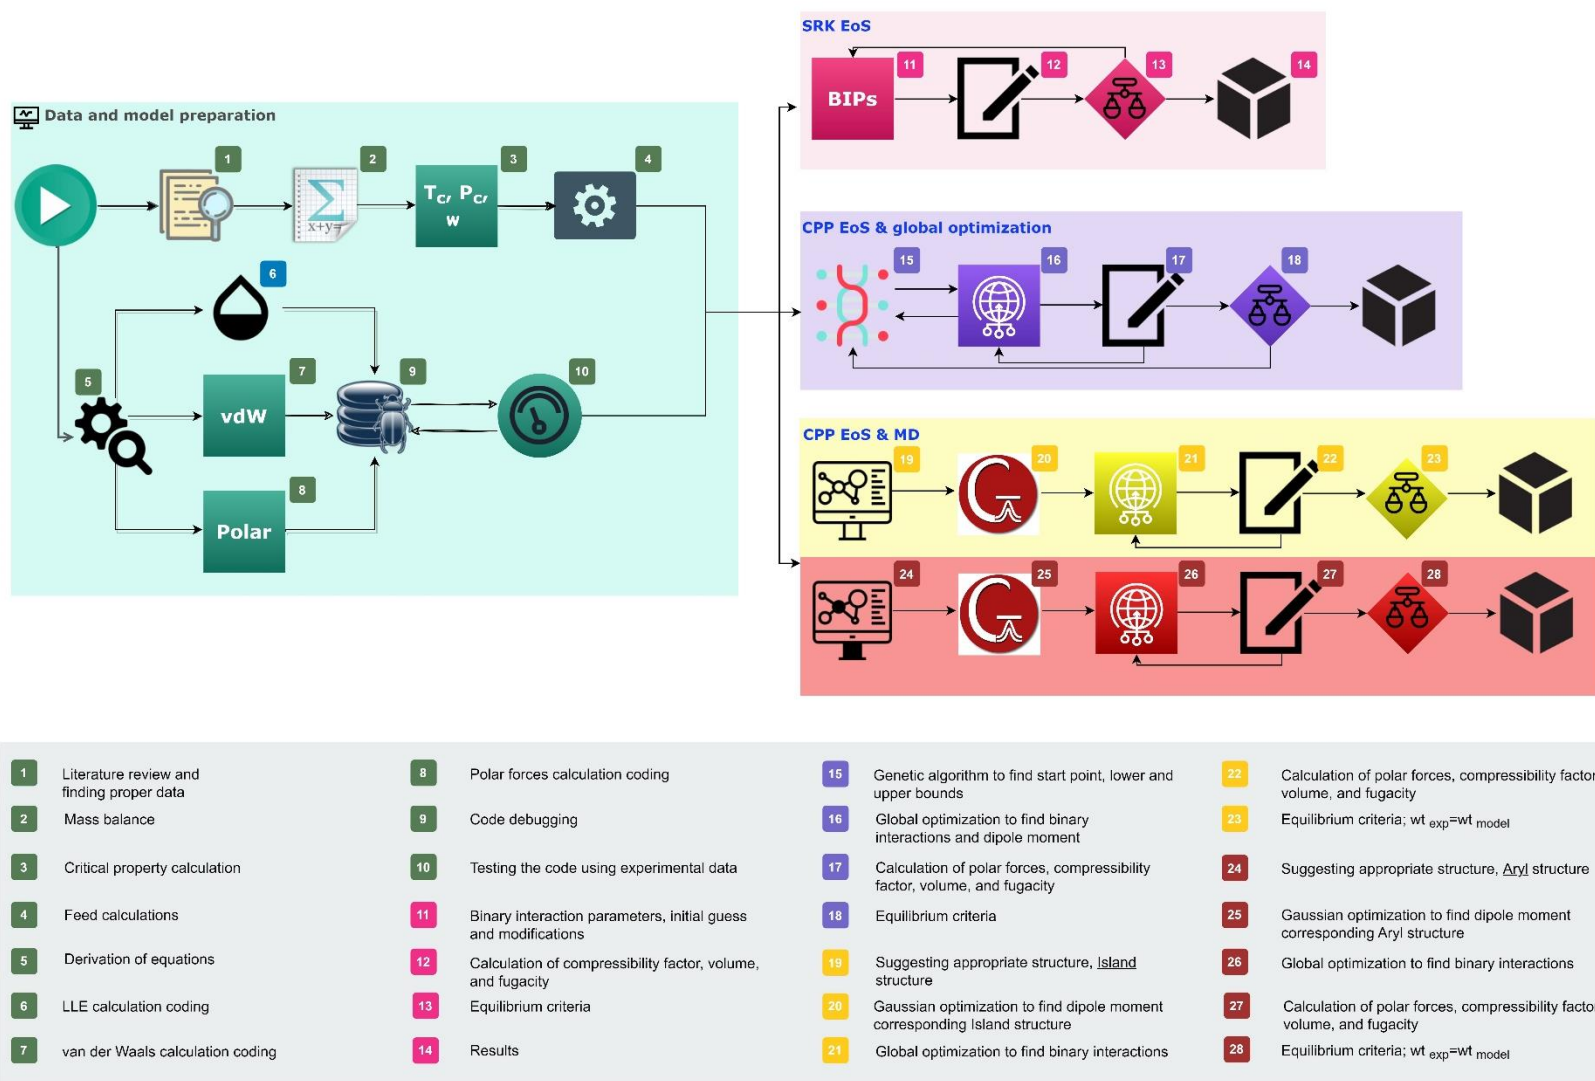 SRK EoS
11
12
13
14
BIPs
Data and model preparation
1
2
3
4
Tc, Pc,
w
x+y=
CPP EoS & global optimization
15
16
17
18
6
5
7
9
10
vdW
8
Polar
CPP EoS & MD
19
20
21
22
23
24
25
26
27
28
1 Literature review and
finding proper data
2 Mass balance
3 Critical property calculation
4 Feed calculations
5 Derivation of equations
6 LLE calculation coding
7 van der Waals calculation coding
8 Polar forces calculation coding
9 Code debugging
10 Testing the code using experimental data
11 Binary interaction parameters, initial guess
and modifications
12 Calculation of compressibility factor, volume,
and fugacity
13 Equilibrium criteria
14 Results
15 Genetic algorithm to find start point, lower and
upper bounds
16 Global optimization to find binary
interactions and dipole moment
17 Calculation of polar forces, compressibility
factor, volume, and fugacity
18 Equilibrium criteria
19 Suggesting appropriate structure, Island
structure
20 Gaussian optimization to find dipole moment
corresponding Island structure
21 Global optimization to find binary interactions
22 Calculation of polar forces, compressibility factor
volume, and fugacity
23 Equilibrium criteria; wt exp=wt model
24 Suggesting appropriate structure, Aryl structure
25 Gaussian optimization to find dipole moment
corresponding Aryl structure
26 Global optimization to find binary interactions
27 Calculation of polar forces, compressibility facto
volume, and fugacity
28 Equilibrium criteria; wt exp=wt model